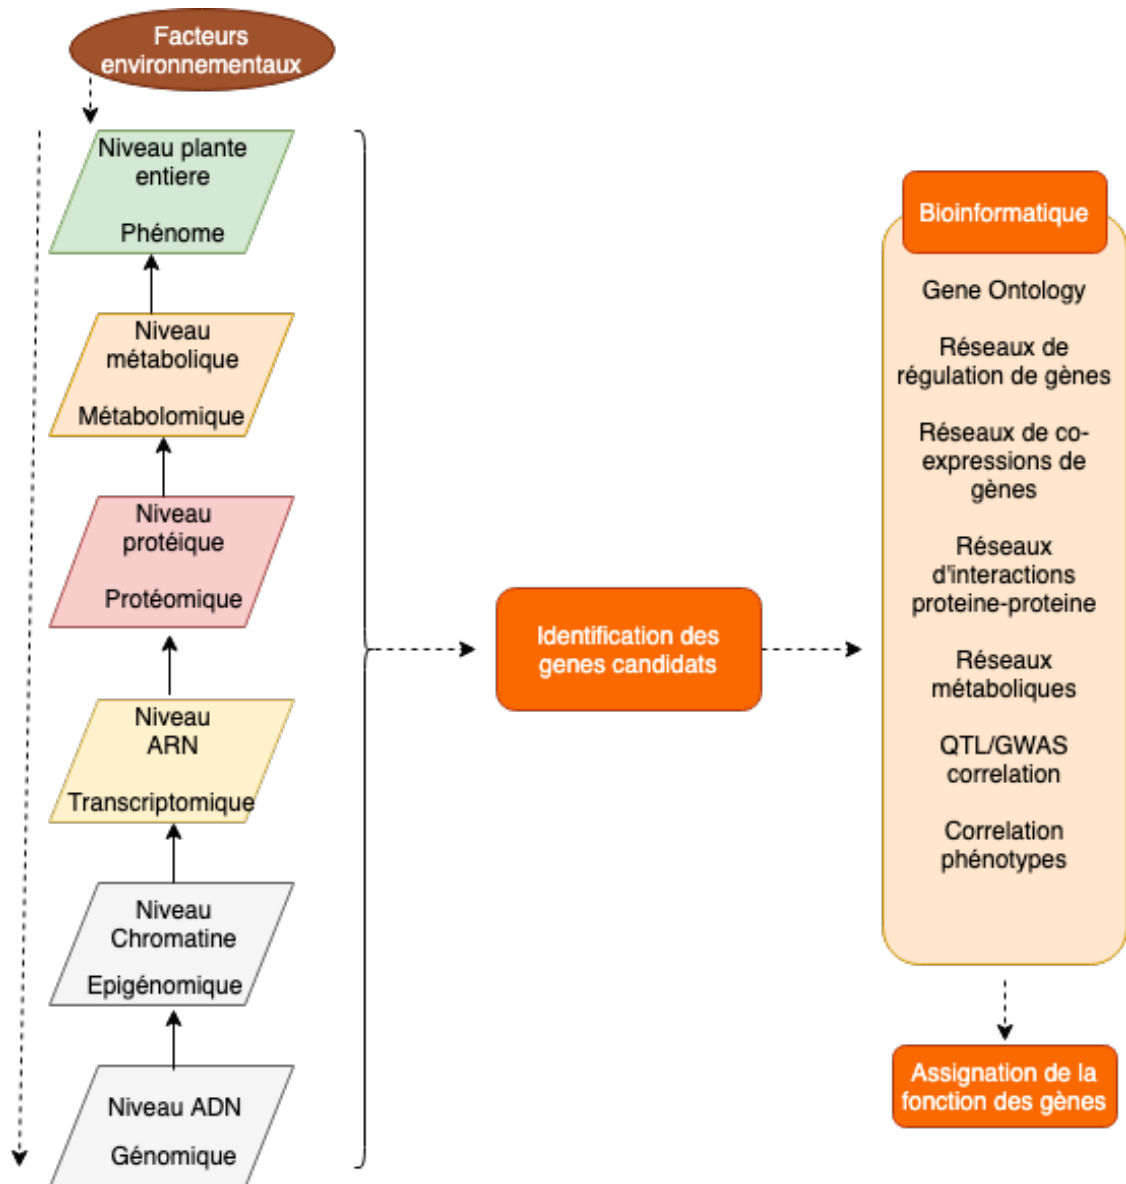 Facteurs
environnementaux
Niveau plante
entiere
Phénome
Niveau
métabolique
Métabolomique
Niveau
protéique
Protéomique
Niveau
ARN
Transcriptomique
Niveau
Chromatine
Epigénomique
Niveau ADN
Génomique
Identification des
genes candidats
Bioinformatique
Gene Ontology
Réseaux de
régulation de gènes
Réseaux de co-
expressions de
gènes
Réseaux
d'interactions
proteine-proteine
Réseaux
métaboliques
QTL/GWAS
correlation
Correlation
phénotypes
Assignation de la
fonction des gènes